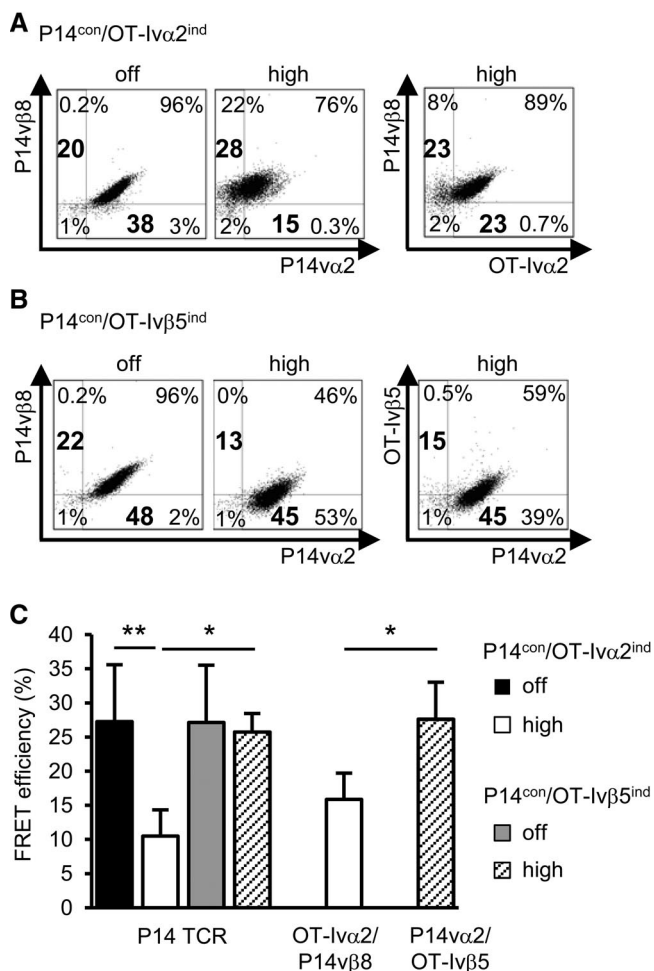 A
P14con/OT-Ivα2ind
off
high
high
P14vβ8
0.2% 96%
20
1% 38 3%
22% 76%
28
2% 15 0.3%
P14vα2
P14vβ8
8% 89%
23
2% 23 0.7%
OT-Ivα2
B
P14con/OT-Ivβ5ind
off
high
high
P14vβ8
0.2% 96%
22
1% 48 2%
0% 46%
13
1% 45 53%
P14vα2
OT-Ivβ5
0.5% 59%
15
1% 45 39%
P14vα2
C
FRET efficiency (%)
40
35
30
25
20
15
10
5
0
**
*
*
P14 TCR
OT-Ivα2/
P14vβ8
P14vα2/
OT-Ivβ5
P14con/OT-Ivα2ind
off
high
P14con/OT-Ivβ5ind
off
high